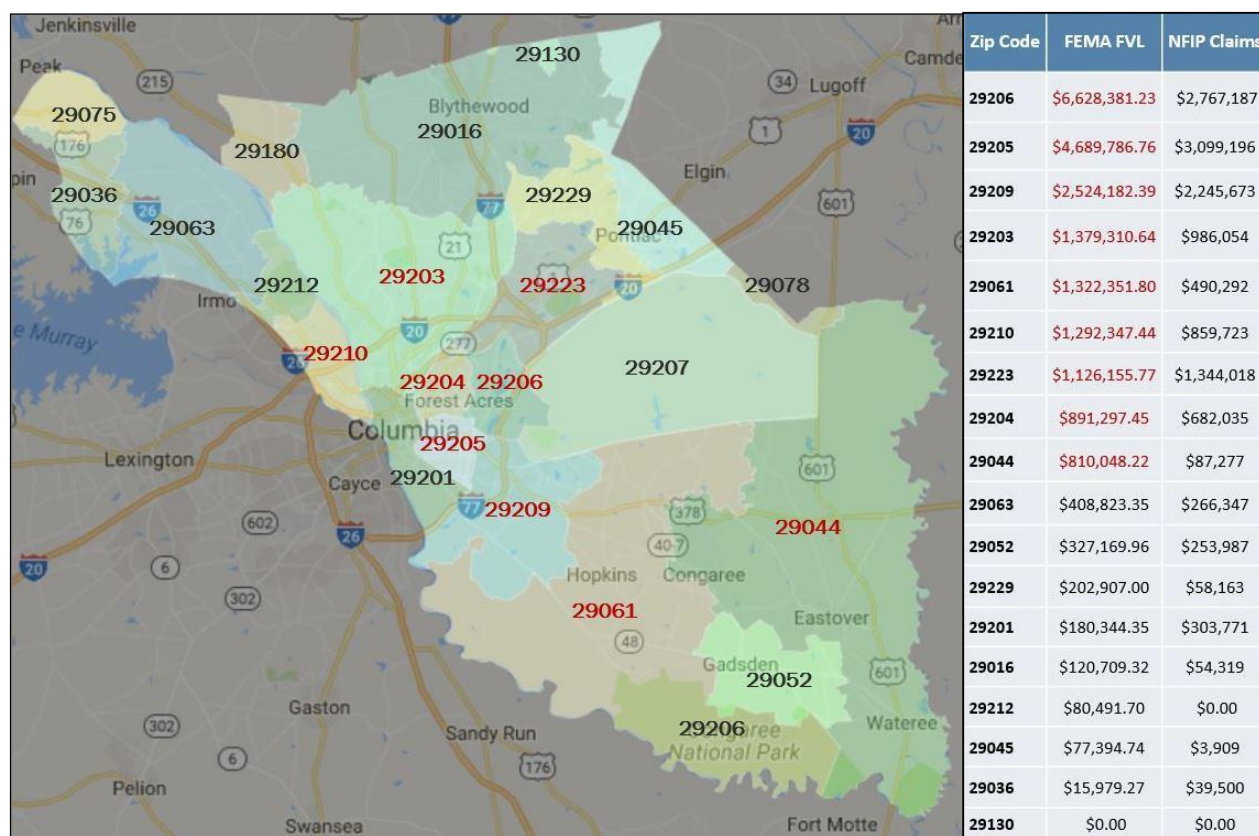 Jenkinsville
Peak
215
29075
176
29180
29130
Blythewood
29016
34
Lugoff
1
20
Elgin
601
29036
76
26
29063
77
29229
29045
Pontiac
21
29203
29223
29212
Irmo
20
20
29078
277
29210
29204
29206
Forest Acres
29207
Columbia
29205
Lexington
29201
Cayce
77
29209
601
378
29044
602
26
40-7
20
6
Hopkins
Congaree
302
29061
Eastover
48
Gadsden
29052
601
Gaston
29206
National Park
Wateree
302
Sandy Run
6
176
Pelion
Swansea
Fort Motte
Zip Code FEMA FVL NFIP Claims
29206 $6,628,381.23 $2,767,187
29205 $4,689,786.76 $3,099,196
29209 $2,524,182.39 $2,245,673
29203 $1,379,310.64 $986,054
29061 $1,322,351.80 $490,292
29210 $1,292,347.44 $859,723
29223 $1,126,155.77 $1,344,018
29204 $891,297.45 $682,035
29044 $810,048.22 $87,277
29063 $408,823.35 $266,347
29052 $327,169.96 $253,987
29229 $202,907.00 $58,163
29201 $180,344.35 $303,771
29016 $120,709.32 $54,319
29212 $80,491.70 $0.00
29045 $77,394.74 $3,909
29036 $15,979.27 $39,500
29130 $0.00 $0.00